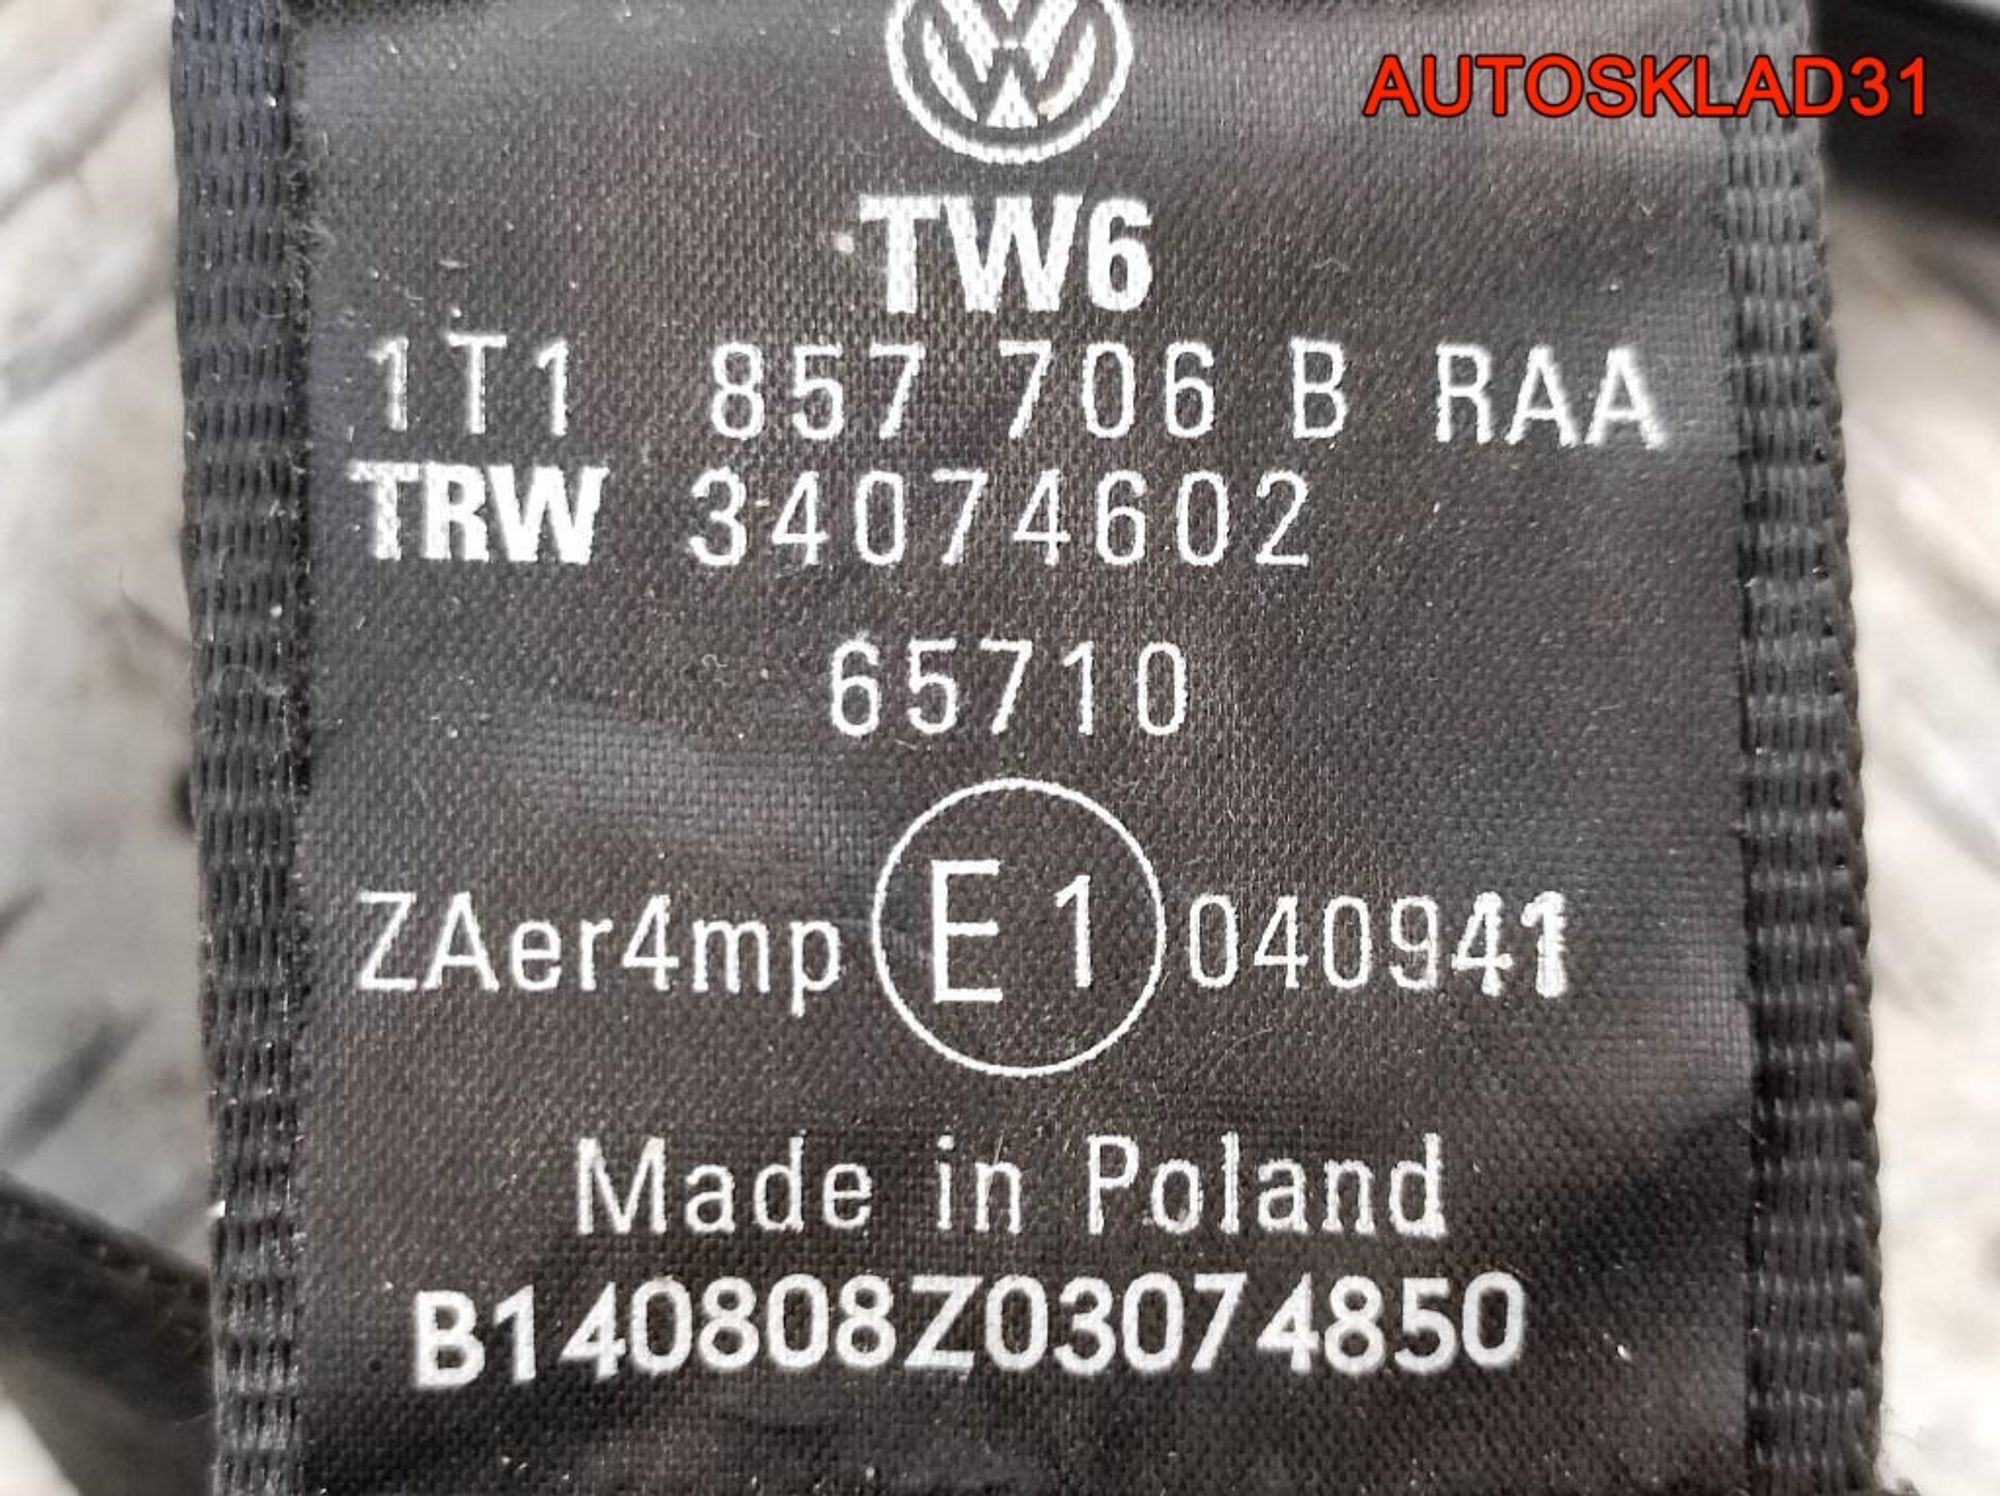 AUTOSKLAD31
TW6
1T1 857 706 B RAA
TRW 34074602
65710
ZAer4mp E1 040941
Made in Poland
B140808Z03074850